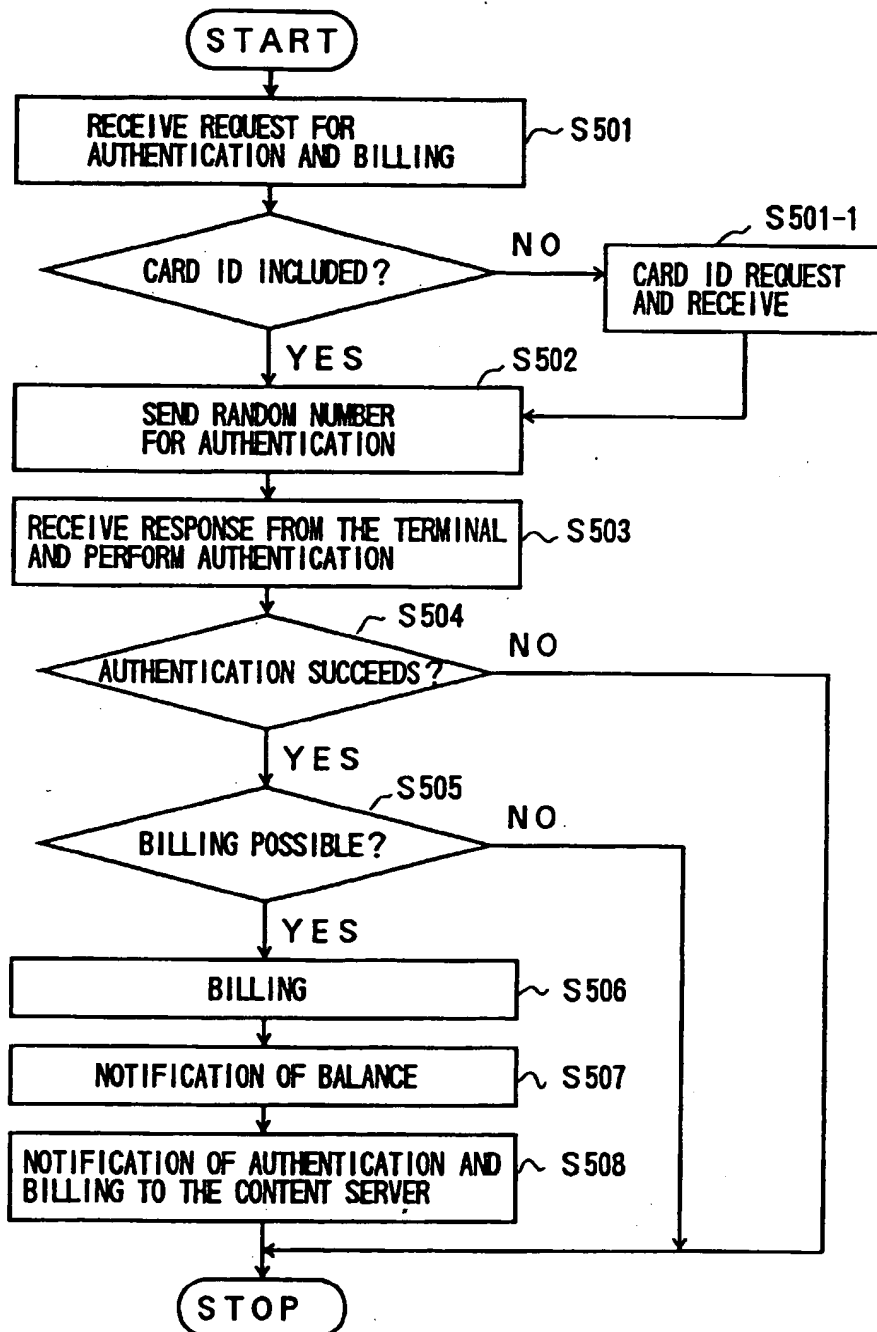 START
RECEIVE REQUEST FOR
AUTHENTICATION AND BILLING
S501
CARD ID INCLUDED?
NO
S501-1
CARD ID REQUEST
AND RECEIVE
YES
S502
SEND RANDOM NUMBER
FOR AUTHENTICATION
RECEIVE RESPONSE FROM THE TERMINAL
AND PERFORM AUTHENTICATION
S503
S504
AUTHENTICATION SUCCEEDS?
NO
YES
S505
BILLING POSSIBLE?
NO
YES
BILLING
S506
NOTIFICATION OF BALANCE
S507
NOTIFICATION OF AUTHENTICATION AND
BILLING TO THE CONTENT SERVER
S508
STOP